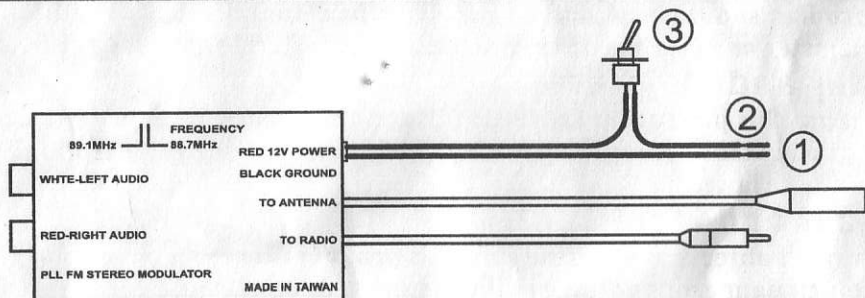 3
2
1
FREQUENCY
89.1MHz 88.7MHz
RED 12V POWER
WHTE-LEFT AUDIO
BLACK GROUND
TO ANTENNA
RED-RIGHT AUDIO
TO RADIO
PLL FM STEREO MODULATOR
MADE IN TAIWAN